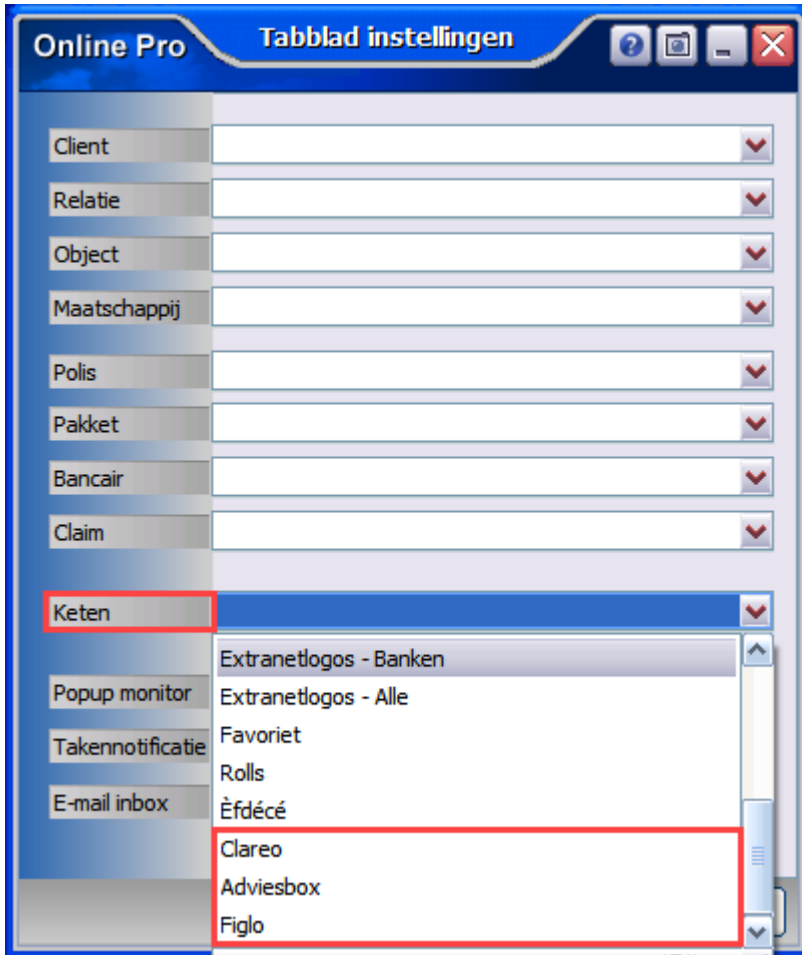 Online Pro
Tabblad instellingen
Client
Relatie
Object
Maatschappij
Polis
Pakket
Bancair
Claim
Keten
Extranetlogos - Banken
Popup monitor
Extranetlogos - Alle
Takennotificatie
Favoriet
Rolls
E-mail inbox
Èfdécé
Clareo
Adviesbox
Figlo